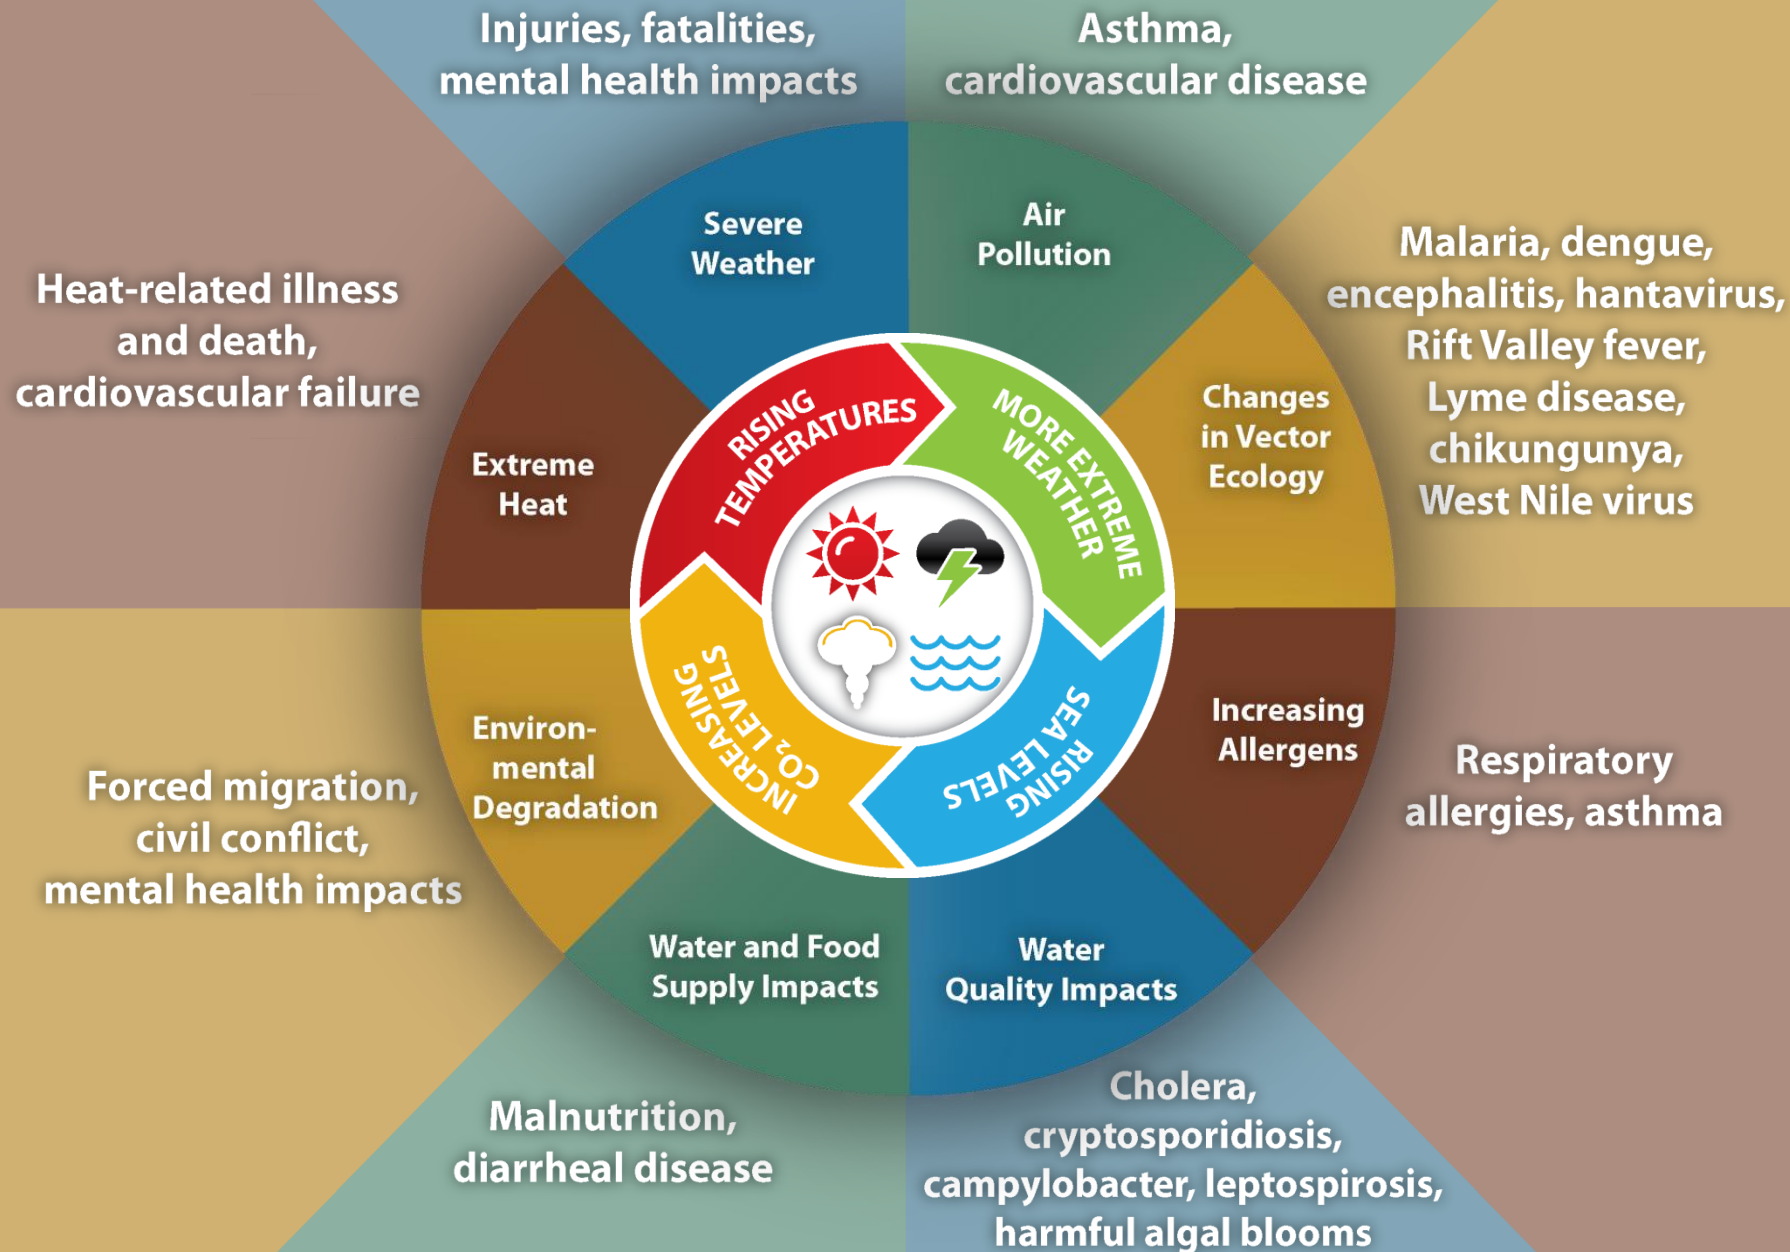 Injuries, fatalities,
mental health impacts
Asthma,
cardiovascular disease
Severe
Weather
Air
Pollution
Malaria, dengue,
encephalitis, hantavirus,
Rift Valley fever,
Lyme disease,
chikungunya,
West Nile virus
Heat-related illness
and death,
cardiovascular failure
Changes
in Vector
Ecology
Extreme
Heat
RISING
TEMPERATURES
MORE EXTREME
WEATHER
RISING
SEA LEVELS
INCREASING
CO₂ LEVELS
Increasing
Allergens
Respiratory
allergies, asthma
Environ-
mental
Degradation
Forced migration,
civil conflict,
mental health impacts
Water and Food
Supply Impacts
Water
Quality Impacts
Malnutrition,
diarrheal disease
Cholera,
cryptosporidiosis,
campylobacter, leptospirosis,
harmful algal blooms